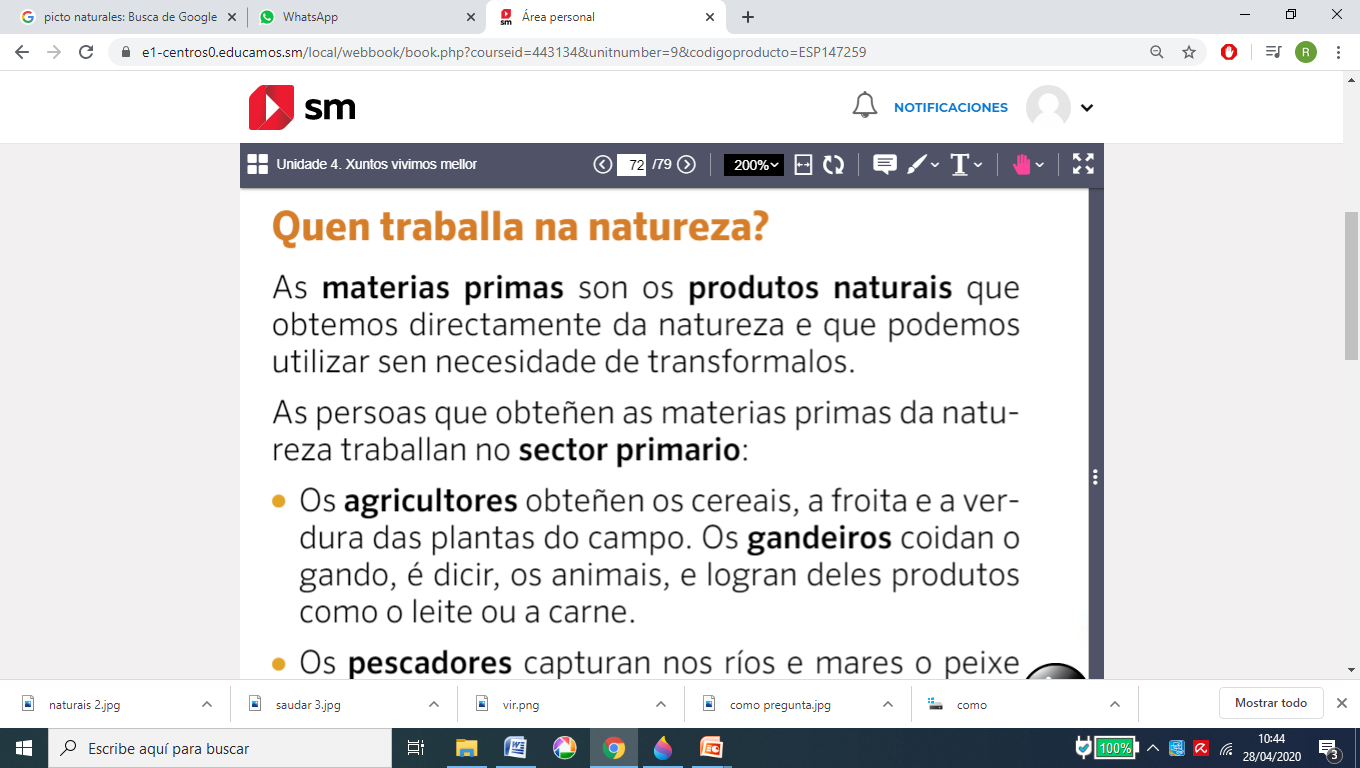 picto naturales: Busca de Google
WhatsApp
sm
Área personal
e1-centros0.educamos.sm/local/webbook/book.php?courseid=443134&unitnumber=9&codigoproducto=ESP147259
R
sm
NOTIFICACIONES
Unidade 4. Xuntos vivimos mellor
72 /79
200%
T
Quen traballa na natureza?
As materias primas son os produtos naturais que
obtemos directamente da natureza e que podemos
utilizar sen necesidade de transformalos.
As persoas que obteñen as materias primas da natu-
reza traballan no sector primario:
• Os agricultores obteñen os cereais, a froita e a ver-
dura das plantas do campo. Os gandeiros coidan o
gando, é dicir, os animais, e logran deles produtos
como o leite ou a carne.
• Os pescadores capturan nos ríos e mares o peixe
naturais 2.jpg
saudar 3.jpg
vir.png
como pregunta.jpg
como
Mostrar todo
Escribe aquí para buscar
100%
10:44
28/04/2020
3